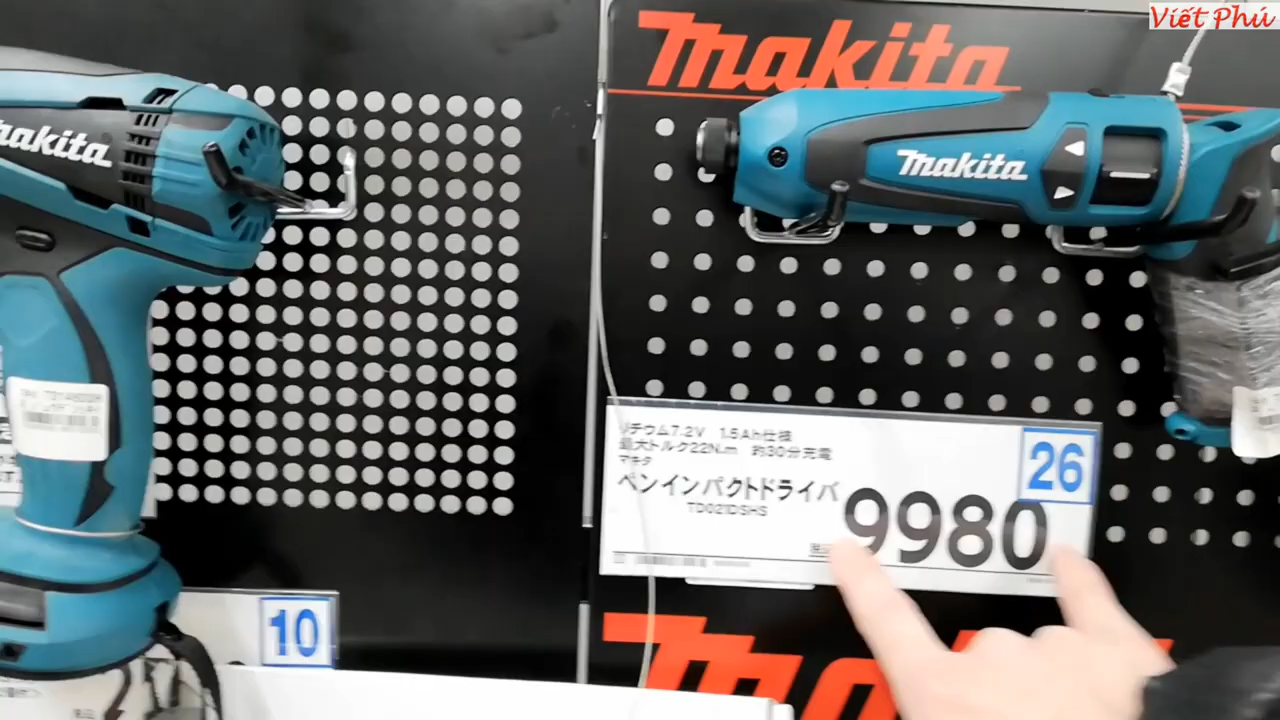 Viết Phú
makita
makita
makita
リチウム7.2V 1.5Ah仕様
最大トルク22N.m 約30分充電
マキタ
ペンインパクトドライバ
TD021DSHS
26
9980
10